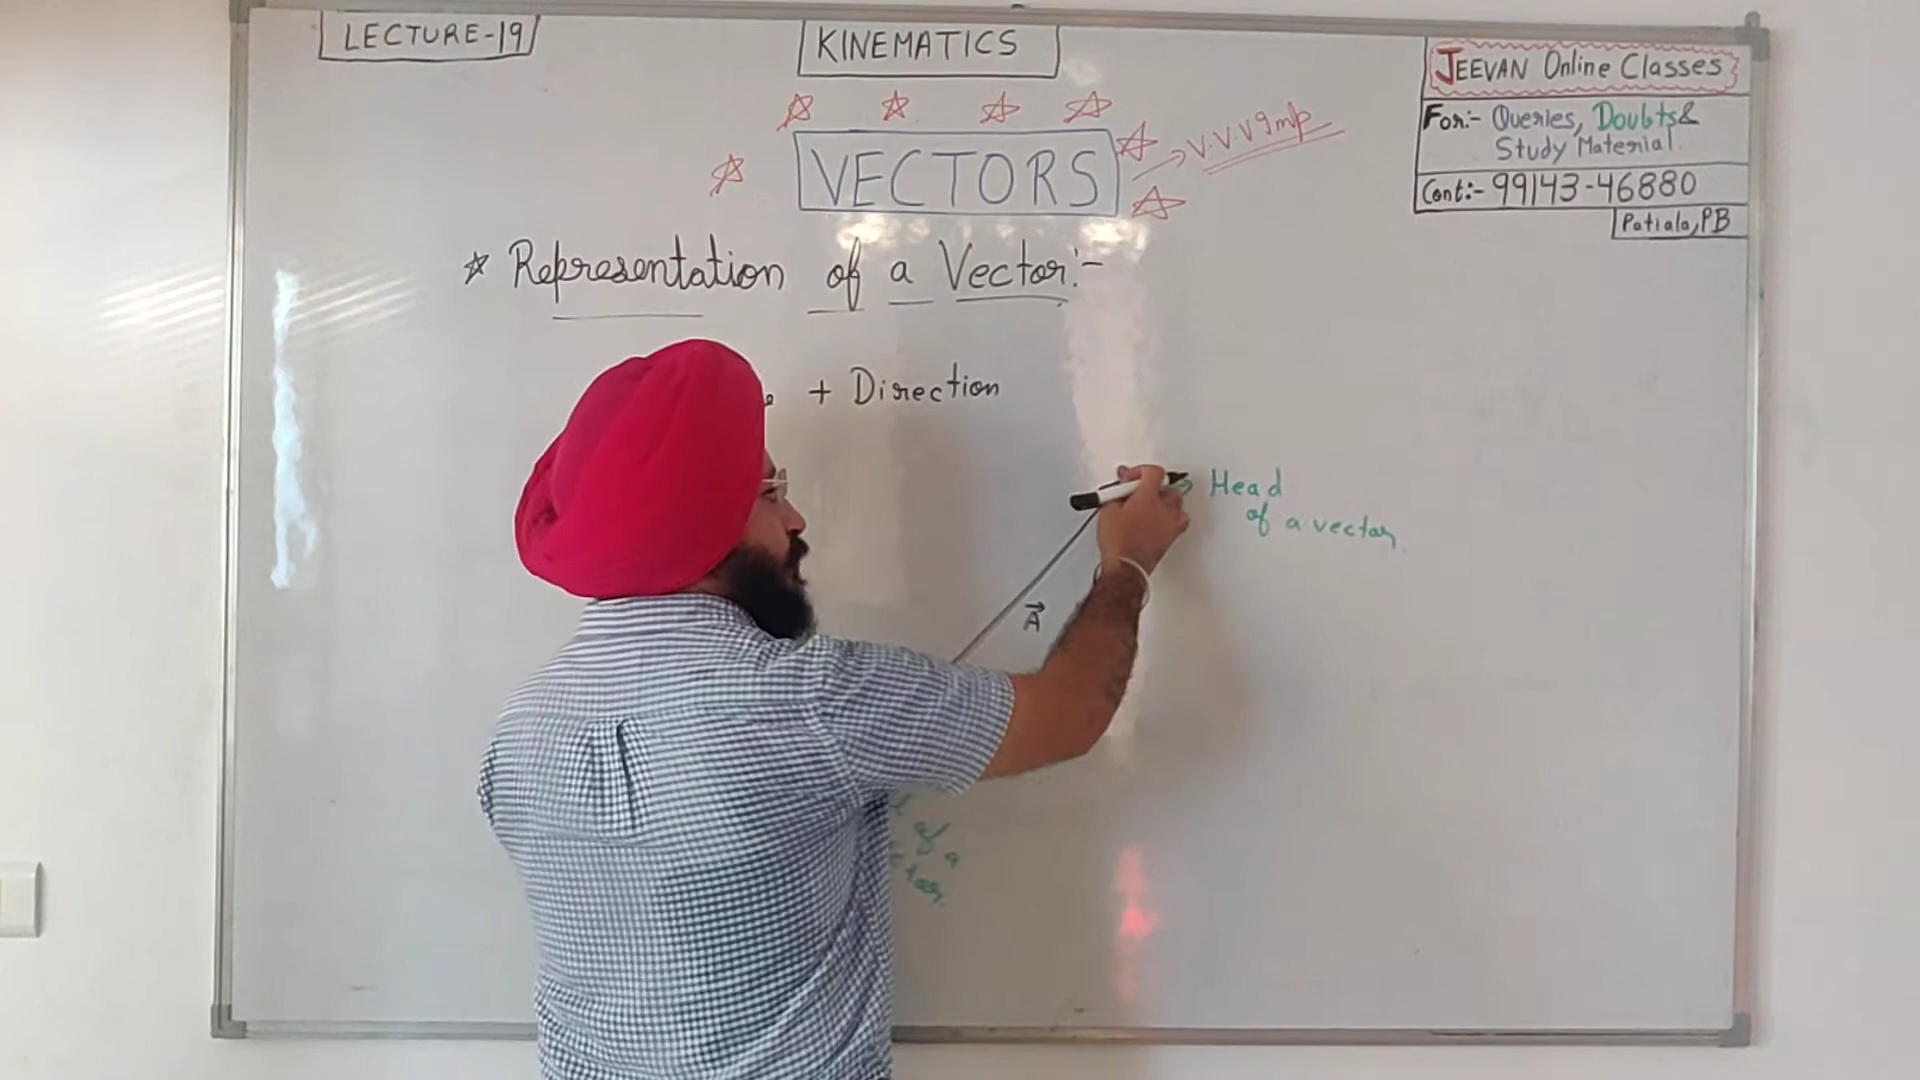 LECTURE-19
KINEMATICS
JEEVAN Online Classes
For:- Queries, Doubts &
Study Material.
Cont:- 99143-46880
Patiala, PB
VECTORS
V.V.V Imp
Representation of a Vector:-
+ Direction
Head
of a vector.
A
of a